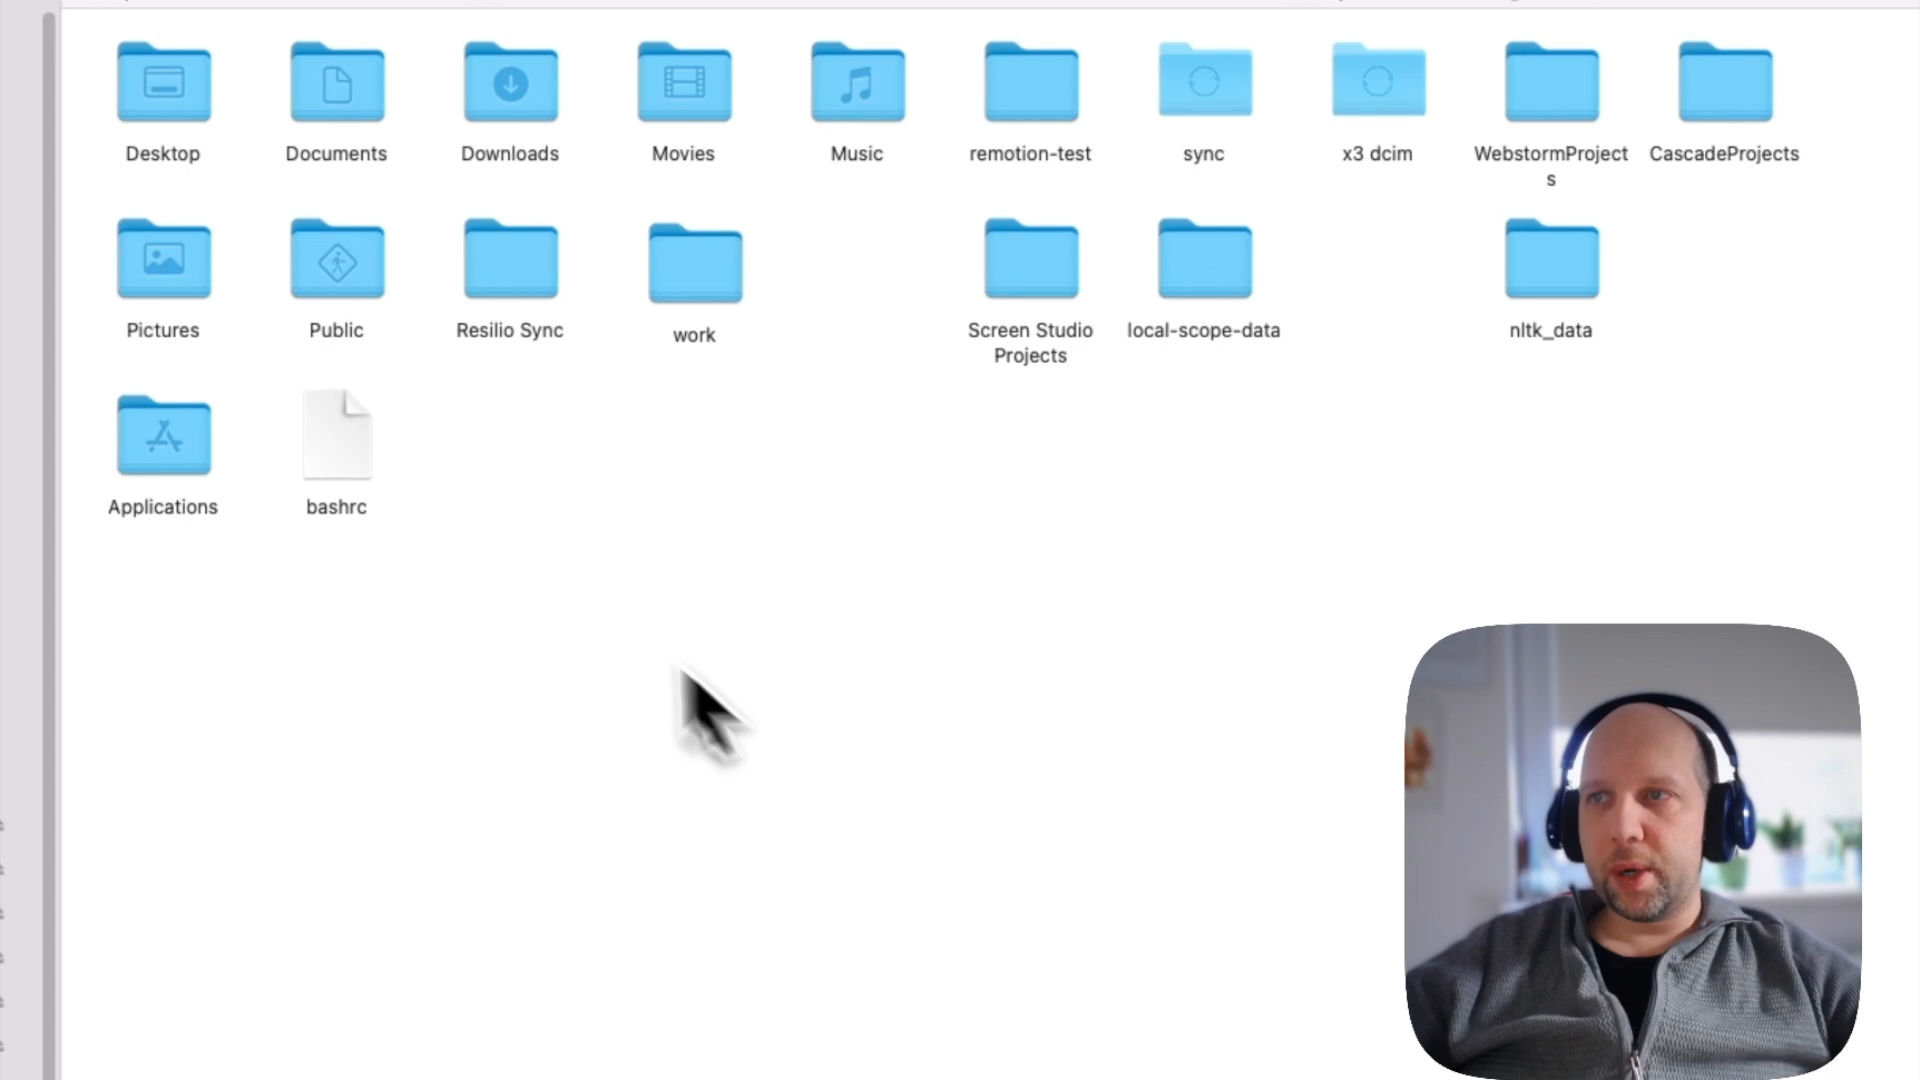 Desktop
Documents
Downloads
Movies
Music
remotion-test
sync
x3 dcim
WebstormProject
s
CascadeProjects
Pictures
Public
Resilio Sync
work
Screen Studio
Projects
local-scope-data
nltk_data
Applications
bashrc